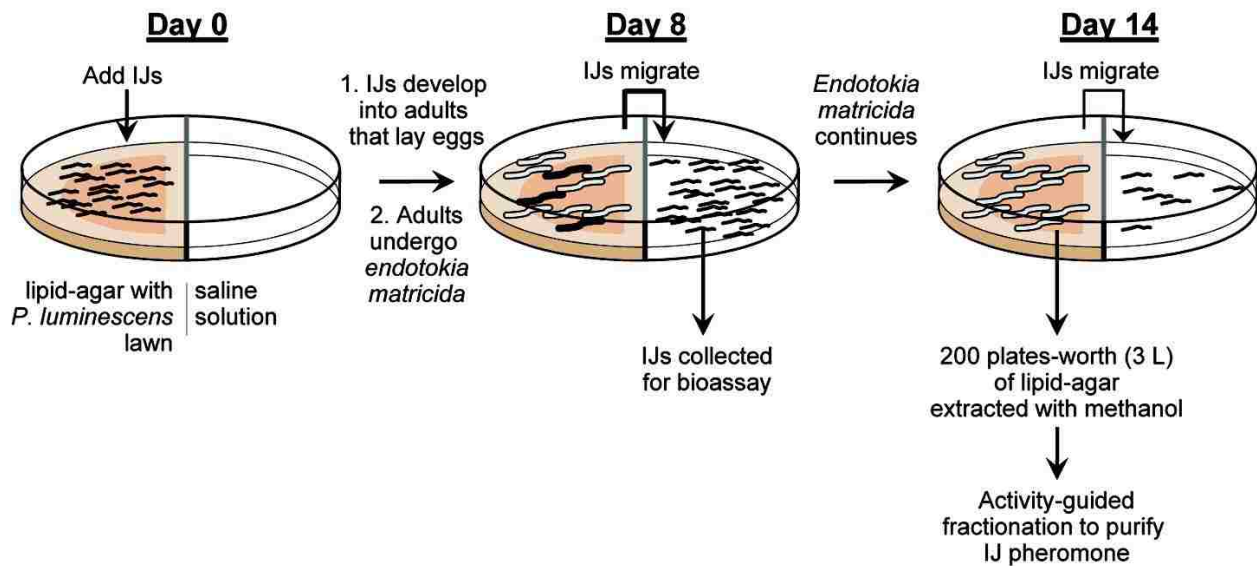 Day 0
Add IJs
lipid-agar with
P. luminescens
lawn
saline
solution
1. IJs develop
into adults
that lay eggs
2. Adults
undergo
endotokia
matricida
Day 8
IJs migrate
IJs collected
for bioassay
Endotokia
matricida
continues
Day 14
IJs migrate
200 plates-worth (3 L)
of lipid-agar
extracted with methanol
Activity-guided
fractionation to purify
IJ pheromone